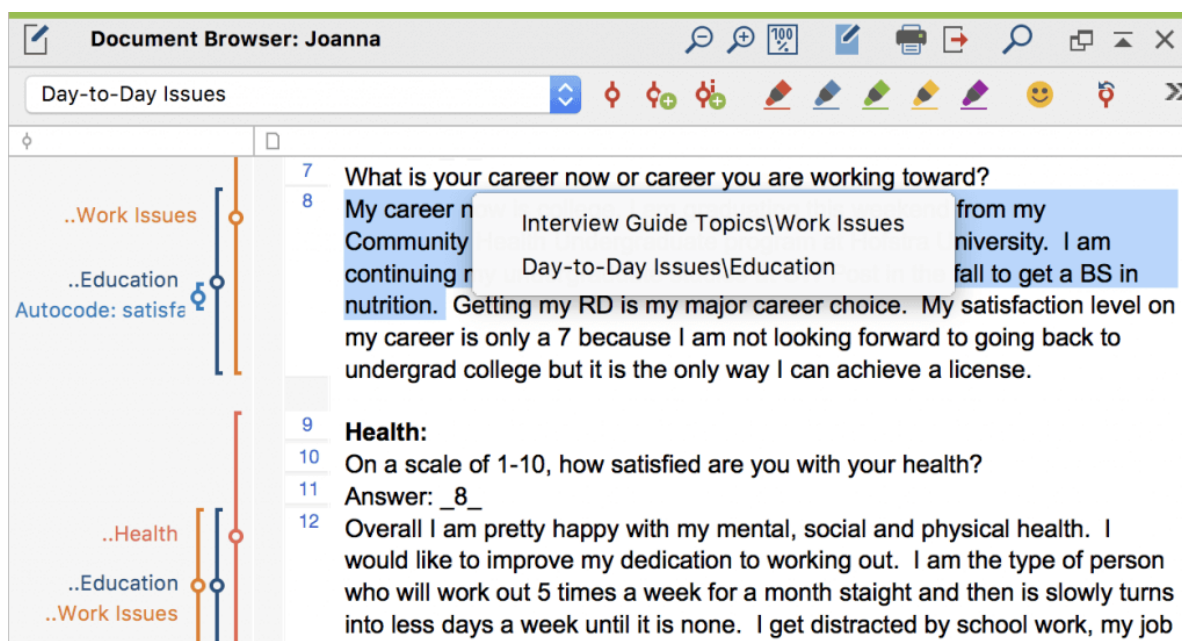 Document Browser: Joanna
100 %
Day-to-Day Issues
7 What is your career now or career you are working toward?
8 My career n from my
Interview Guide Topics\Work Issues
..Work Issues
Community niversity. I am
Day-to-Day Issues\Education
..Education
continuing fall to get a BS in
Autocode: satisfa
nutrition. Getting my RD is my major career choice. My satisfaction level on
my career is only a 7 because I am not looking forward to going back to
undergrad college but it is the only way I can achieve a license.
9 Health:
10 On a scale of 1-10, how satisfied are you with your health?
11 Answer: _8_
12 Overall I am pretty happy with my mental, social and physical health. I
..Health
would like to improve my dedication to working out. I am the type of person
..Education
who will work out 5 times a week for a month staight and then is slowly turns
..Work Issues
into less days a week until it is none. I get distracted by school work, my job